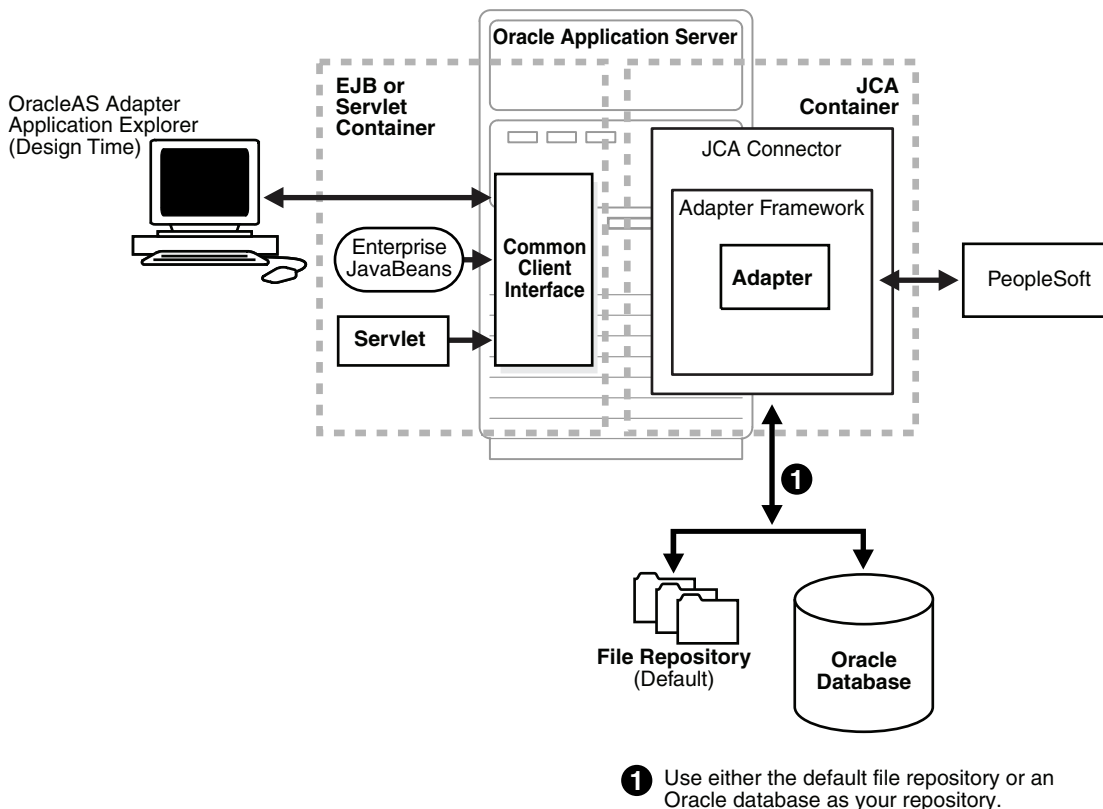 Oracle Application Server
OracleAS Adapter
Application Explorer
(Design Time)
EJB or
Servlet
Container
JCA
Container
JCA Connector
Adapter Framework
Adapter
Enterprise
JavaBeans
Common
Client
Interface
Servlet
PeopleSoft
1
File Repository
(Default)
Oracle
Database
1 Use either the default file repository or an
Oracle database as your repository.